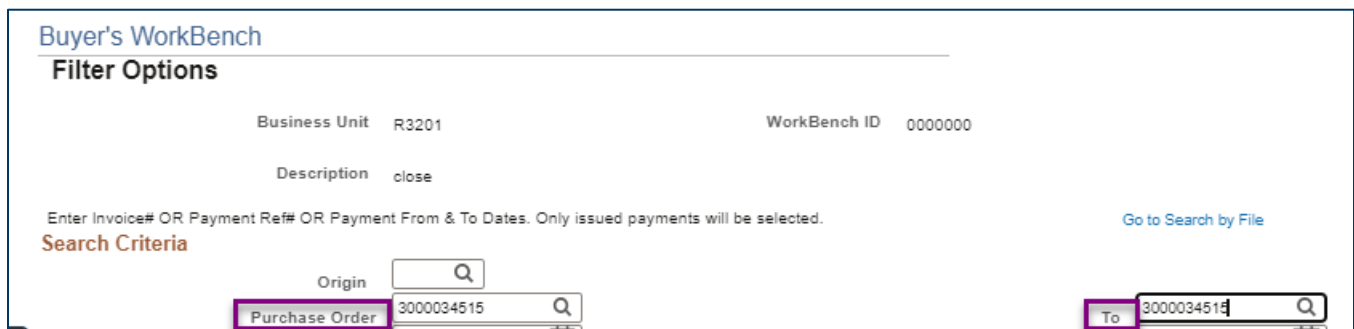 Buyer's WorkBench
Filter Options
Business Unit R3201 WorkBench ID 0000000
Description close
Enter Invoice# OR Payment Ref# OR Payment From & To Dates. Only issued payments will be selected. Go to Search by File
Search Criteria
Origin
Purchase Order 3000034515 To 3000034515